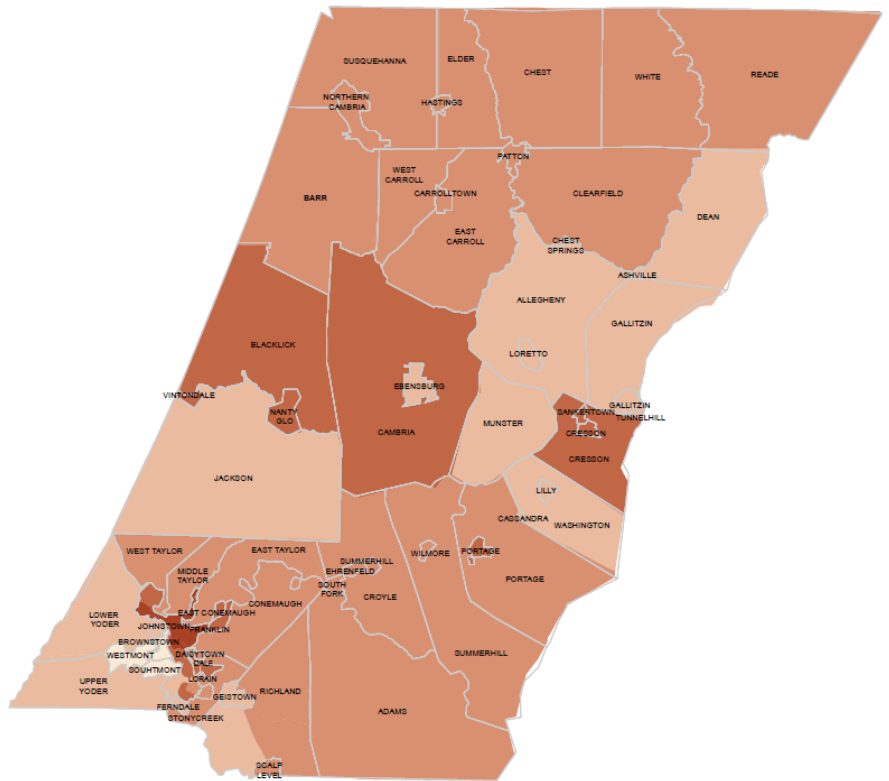 SUSQUEHANNA
ELDER
CHEST
WHITE
READE
NORTHERN
CAMBRIA
HASTINGS
PATTON
WEST
CARROLL
CARROLLTOWN
BARR
CLEARFIELD
DEAN
EAST
CARROLL
CHEST
SPRINGS
ASHVILLE
ALLEGHENY
GALLITZIN
BLACKLICK
LORETTO
EBENSBURG
VINTONDALE
NANTY
GLO
GALLITZIN
TUNNELHILL
SANKERTOWN
CRESSON
MUNSTER
CAMBRIA
CRESSON
JACKSON
LILLY
CASSANDRA
WASHINGTON
WEST TAYLOR
EAST TAYLOR
WILMORE
PORTAGE
SUMMERHILL
EHRENFELD
MIDDLE
TAYLOR
SOUTH
FORK
PORTAGE
CROYLE
CONEMAUGH
EAST CONEMAUGH
LOWER
YODER
JOHNSTOWN
FRANKLIN
BROWNSTOWN
WESTMONT
DAISYTOWN
DALE
SUMMERHILL
SOUHTMONT
LORAIN
UPPER
YODER
GEISTOWN
RICHLAND
FERNDALE
STONYCREEK
ADAMS
SCALP
LEVEL